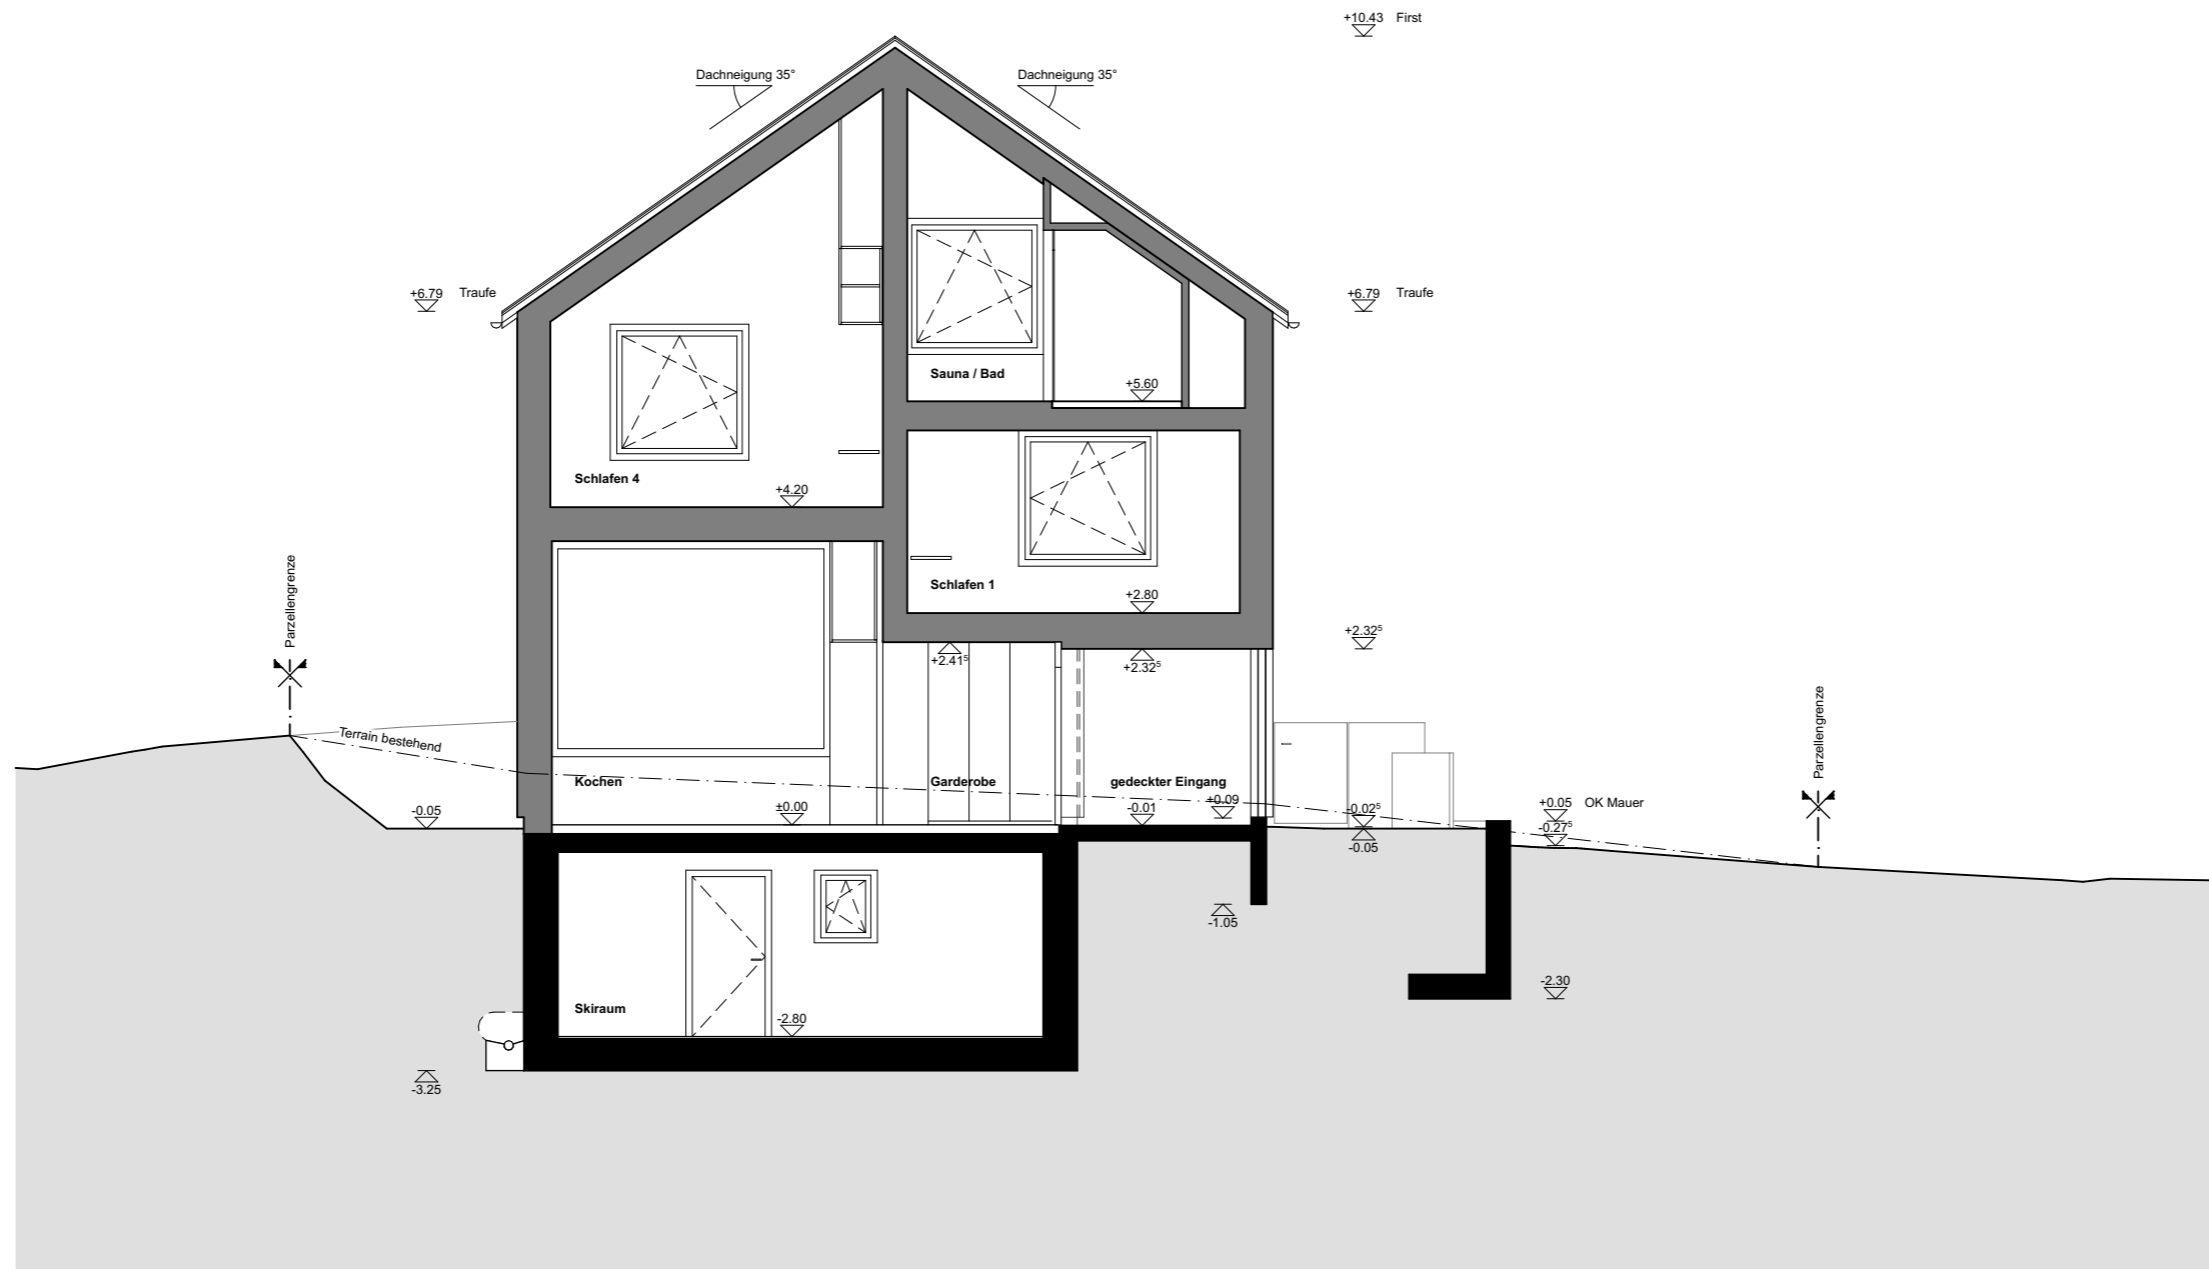 +10.43 First
Dachneigung 35°
Dachneigung 35°
+6.79 Traufe
+6.79 Traufe
Sauna / Bad
+5.60
Schlafen 4
+4.20
Schlafen 1
+2.80
Parzellengrenze
+2.32⁵
+2.41⁵
+2.32⁵
Parzellengrenze
Terrain bestehend
Kochen
Garderobe
gedeckter Eingang
-0.05
±0.00
-0.01
+0.09
-0.02⁵
+0.05 OK Mauer
-0.27⁵
-0.05
-1.05
-2.30
Skiraum
-2.80
-3.25